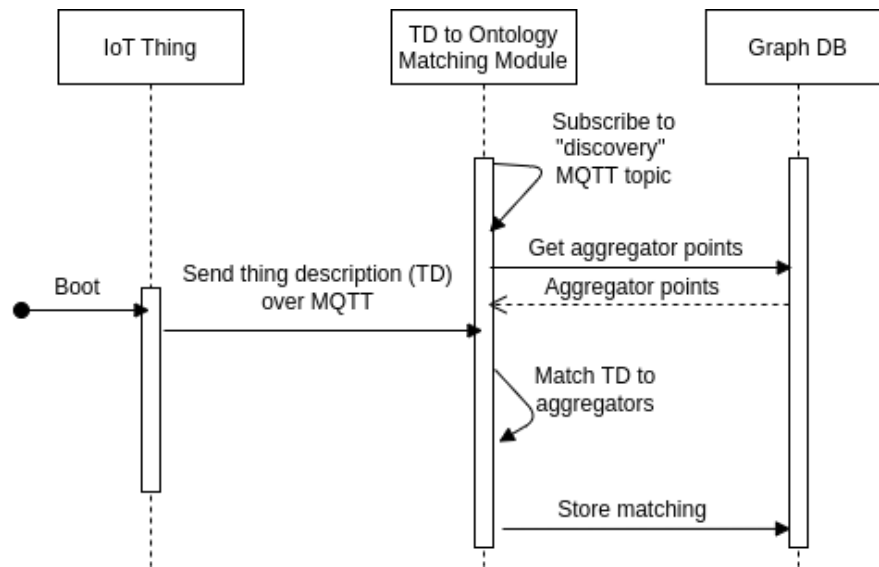 IoT Thing
TD to Ontology
Matching Module
Graph DB
Subscribe to
"discovery"
MQTT topic
Get aggregator points
Boot
Send thing description (TD)
over MQTT
Aggregator points
Match TD to
aggregators
Store matching